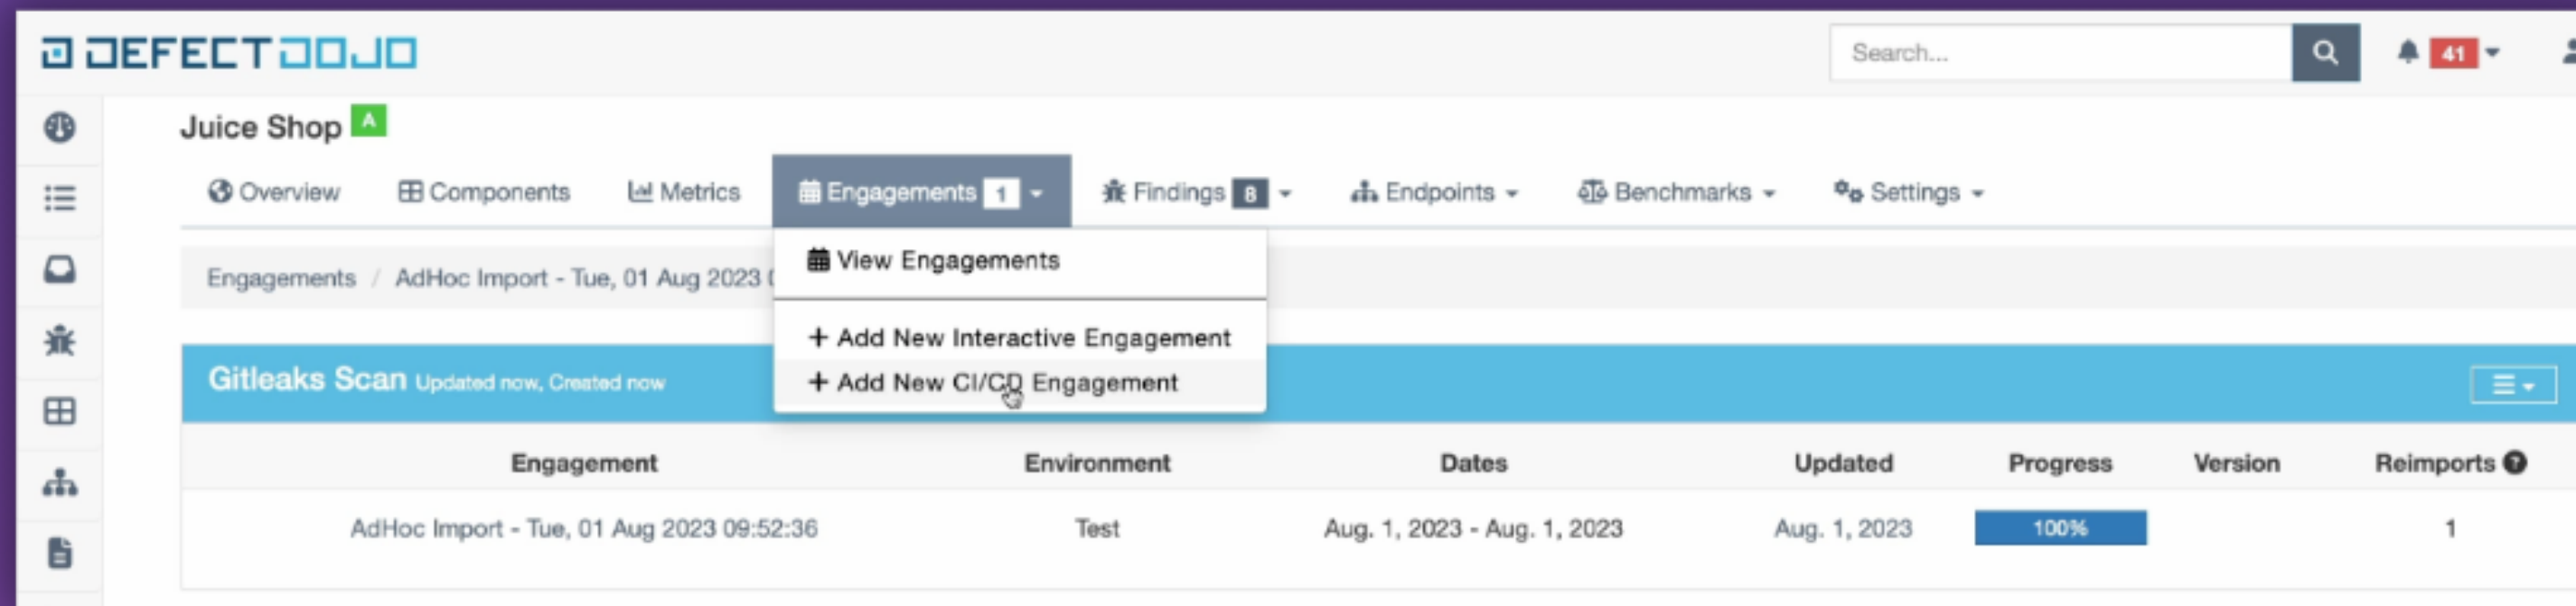 DEFECTDOJO
Search...
41
Juice Shop A
Overview Components Metrics Engagements 1 Findings 8 Endpoints Benchmarks Settings
View Engagements
Engagements / AdHoc Import - Tue, 01 Aug 2023
+ Add New Interactive Engagement
Gitleaks Scan Updated now, Created now
+ Add New CI/CD Engagement
Engagement Environment Dates Updated Progress Version Reimports ?
AdHoc Import - Tue, 01 Aug 2023 09:52:36 Test Aug. 1, 2023 - Aug. 1, 2023 Aug. 1, 2023 100% 1